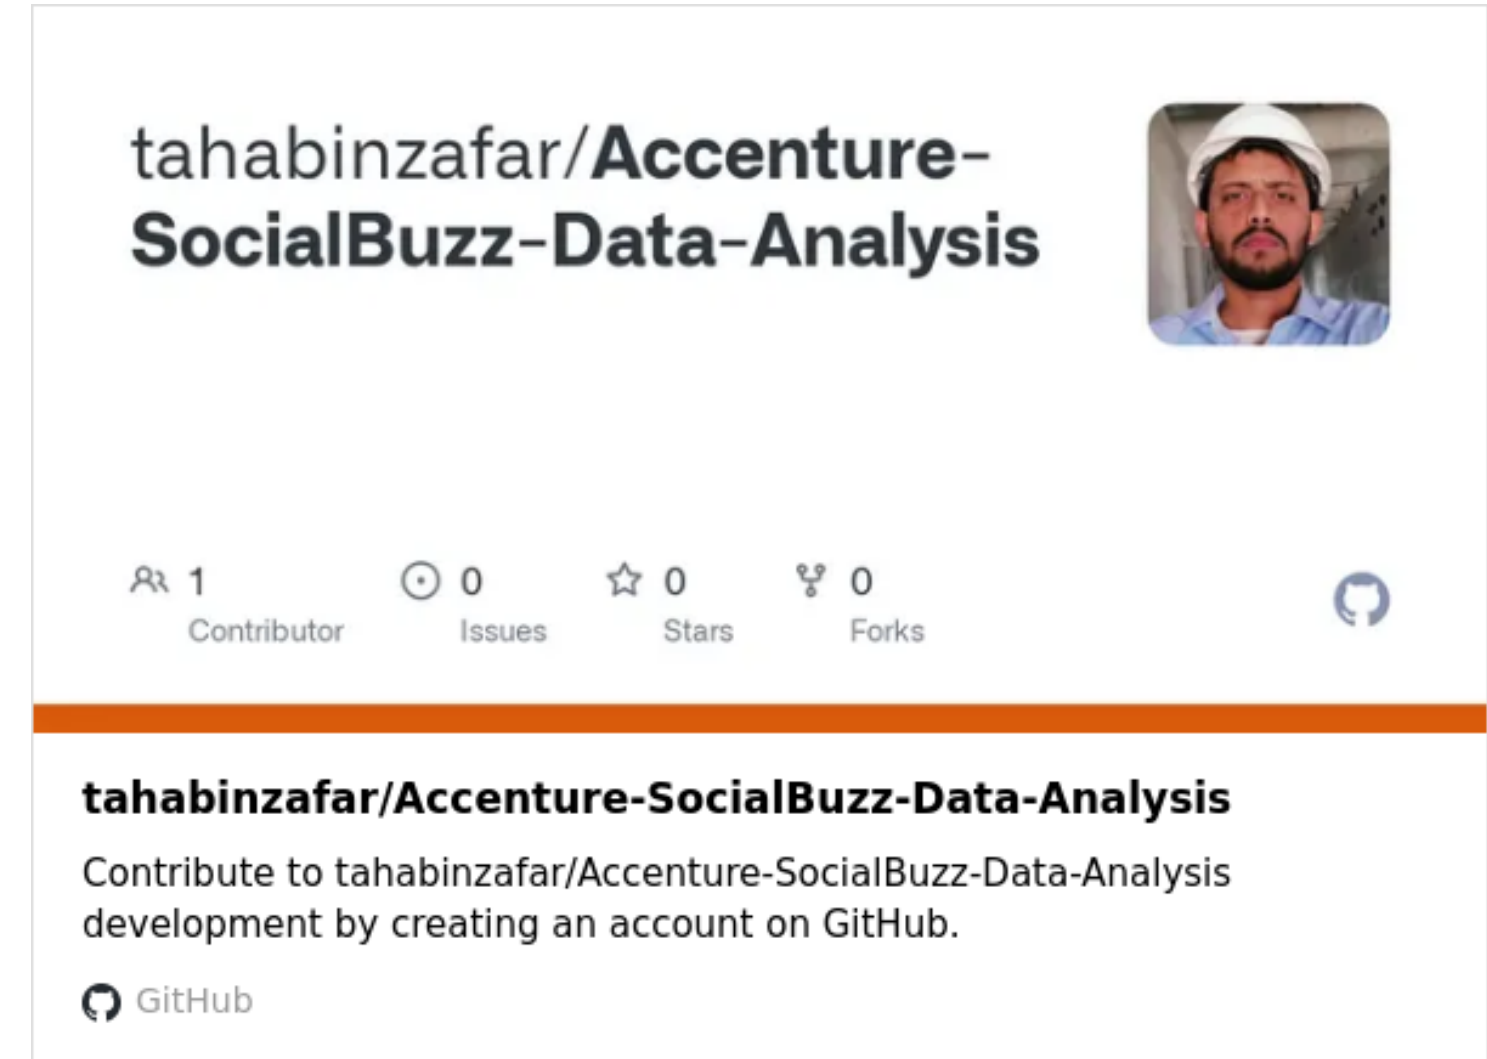 tahabinzafar/Accenture-
SocialBuzz-Data-Analysis
1
Contributor
0
Issues
0
Stars
0
Forks
tahabinzafar/Accenture-SocialBuzz-Data-Analysis
Contribute to tahabinzafar/Accenture-SocialBuzz-Data-Analysis
development by creating an account on GitHub.
GitHub